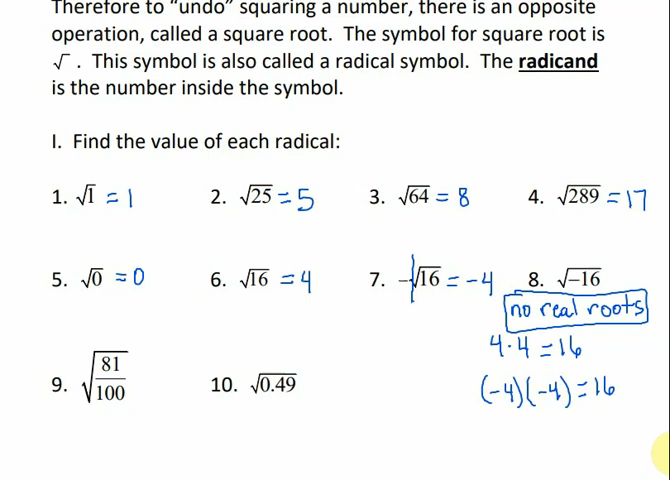 Therefore to "undo" squaring a number, there is an opposite
operation, called a square root. The symbol for square root is
√ . This symbol is also called a radical symbol. The radicand
is the number inside the symbol.
I. Find the value of each radical:
1. √1 = 1 2. √25 = 5 3. √64 = 8 4. √289 = 17
5. √0 = 0 6. √16 = 4 7. -√16 = -4 8. √-16
no real roots
4 · 4 = 16
9. √(81/100) 10. √0.49 (-4)(-4) = 16